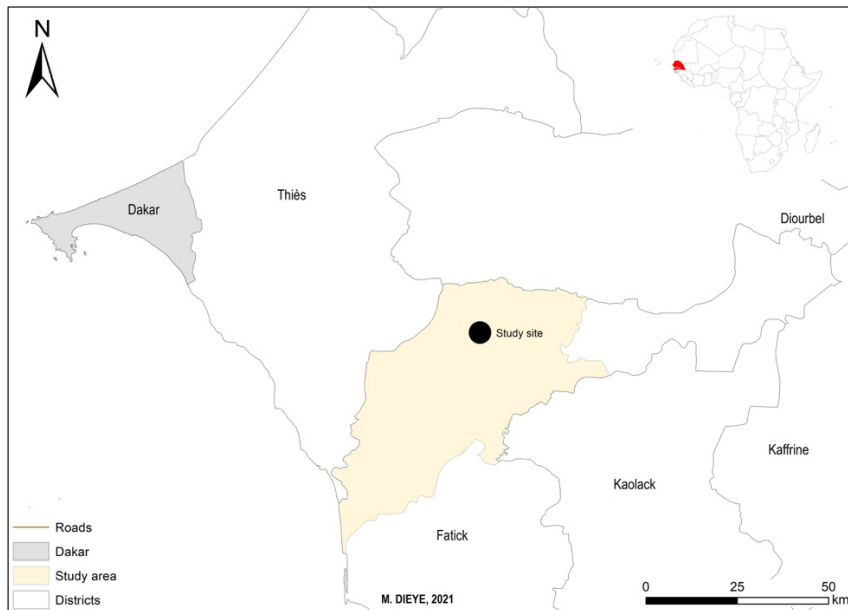 N
Thiès
Dakar
Diourbel
Study site
Kaffrine
Kaolack
Fatick
Roads
Dakar
Study area
Districts
M. DIEYE, 2021
0 25 50
km